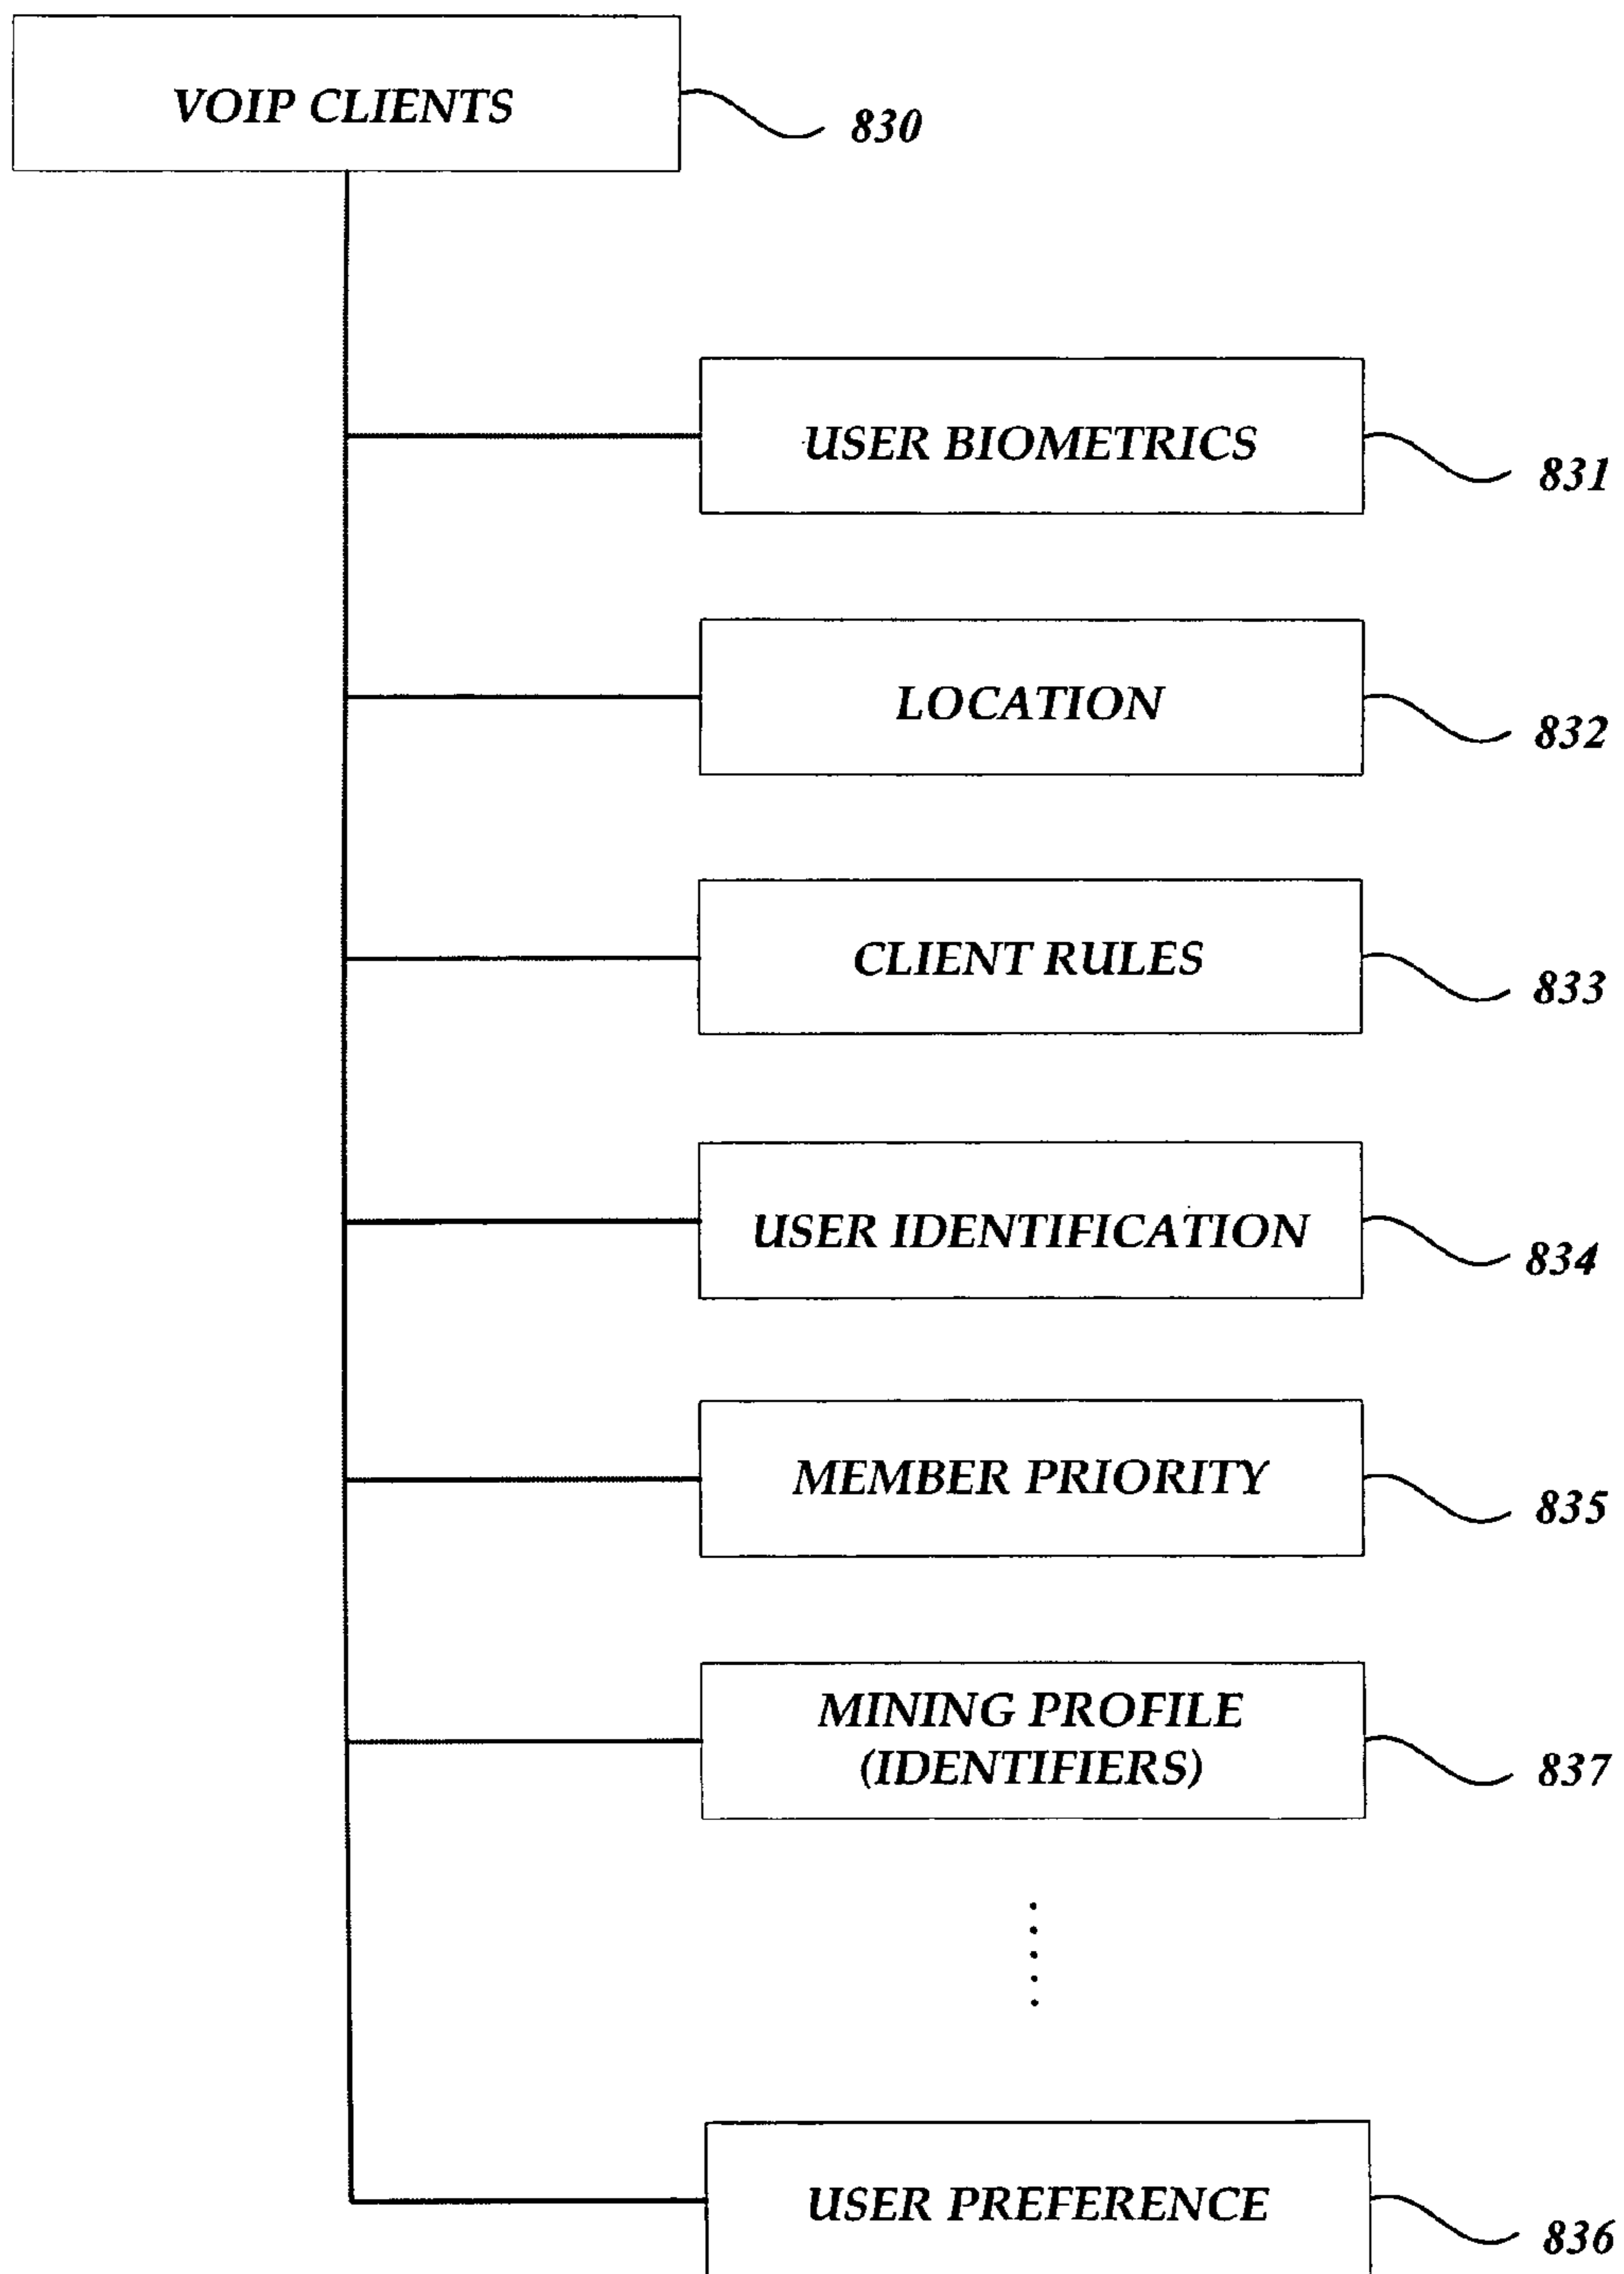 VOIP CLIENTS
830
USER BIOMETRICS
831
LOCATION
832
CLIENT RULES
833
USER IDENTIFICATION
834
MEMBER PRIORITY
835
MINING PROFILE
(IDENTIFIERS)
837
USER PREFERENCE
836